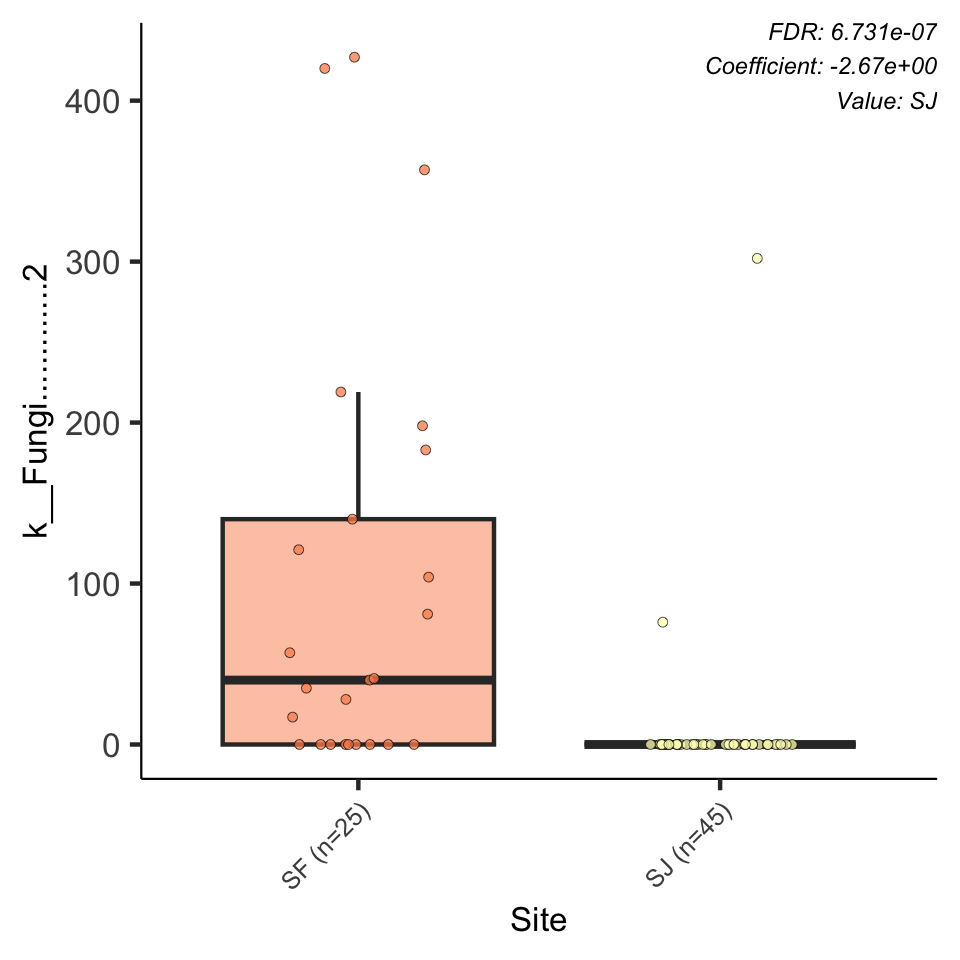 FDR: 6.731e-07
Coefficient: -2.67e+00
Value: SJ
k__Fungi.............2
400
300
200
100
0
SF (n=25)
SJ (n=45)
Site